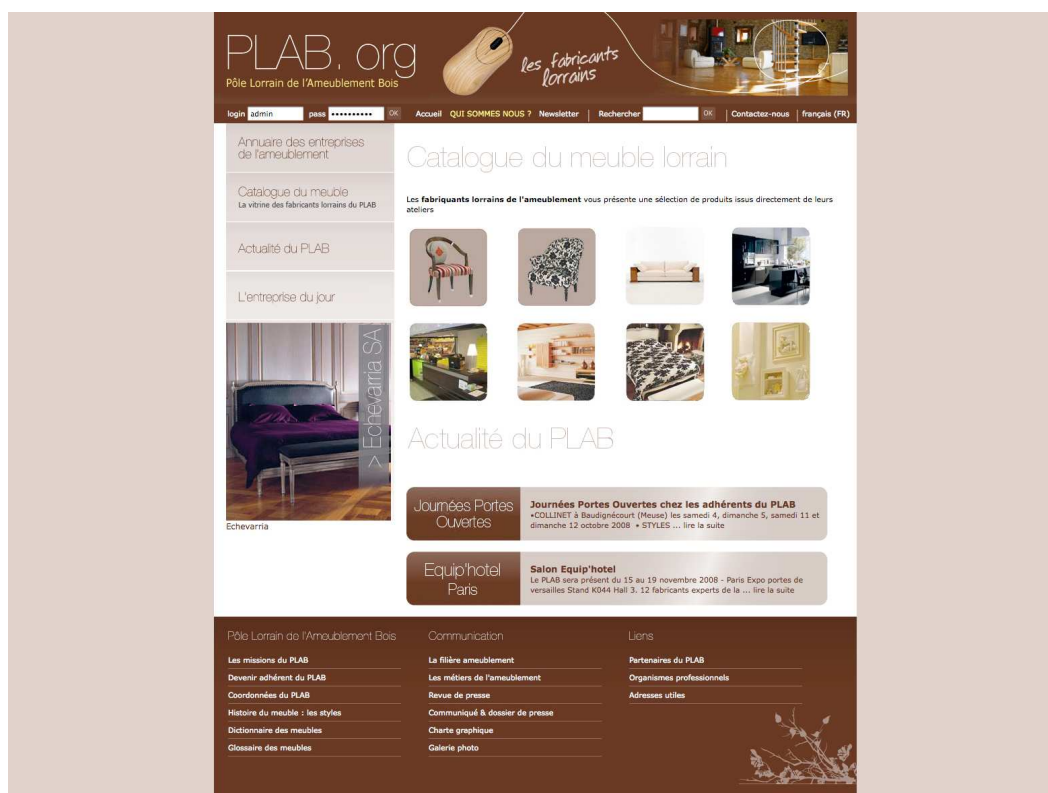 PLAB. org
Pôle Lorrain de l'Ameublement Bois
les fabricants
lorrains
login admin pass •••••••••• OK Accueil QUI SOMMES NOUS ? Newsletter | Rechercher OK | Contactez-nous | français (FR)
Annuaire des entreprises
de l'ameublement
Catalogue du meuble
La vitrine des fabricants lorrains du PLAB
Actualité du PLAB
L'entreprise du jour
> Echevarria SA
Echevarria
Catalogue du meuble lorrain
Les fabriquants lorrains de l'ameublement vous présente une sélection de produits issus directement de leurs
ateliers
Actualité du PLAB
Journées Portes
Ouvertes
Journées Portes Ouvertes chez les adhérents du PLAB
•COLLINET à Baudignécourt (Meuse) les samedi 4, dimanche 5, samedi 11 et
dimanche 12 octobre 2008 • STYLES ... lire la suite
Equip'hotel
Paris
Salon Equip'hotel
Le PLAB sera présent du 15 au 19 novembre 2008 - Paris Expo portes de
versailles Stand K044 Hall 3. 12 fabricants experts de la ... lire la suite
Pôle Lorrain de l'Ameublement Bois
Les missions du PLAB
Devenir adhérent du PLAB
Coordonnées du PLAB
Histoire du meuble : les styles
Dictionnaire des meubles
Glossaire des meubles
Communication
La filière ameublement
Les métiers de l'ameublement
Revue de presse
Communiqué & dossier de presse
Charte graphique
Galerie photo
Liens
Partenaires du PLAB
Organismes professionnels
Adresses utiles